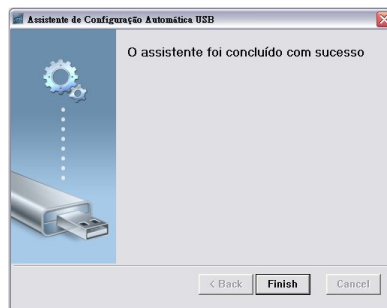 Assistente de Configuração Automática USB
O assistente foi concluído com sucesso
< Back
Finish
Cancel